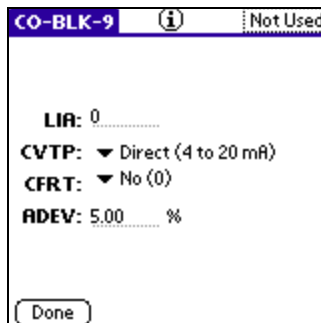 CO-BLK-9 i Not Used
LIA: 0
CVTP: Direct (4 to 20 mA)
CFRT: No (0)
ADEV: 5.00 %
Done